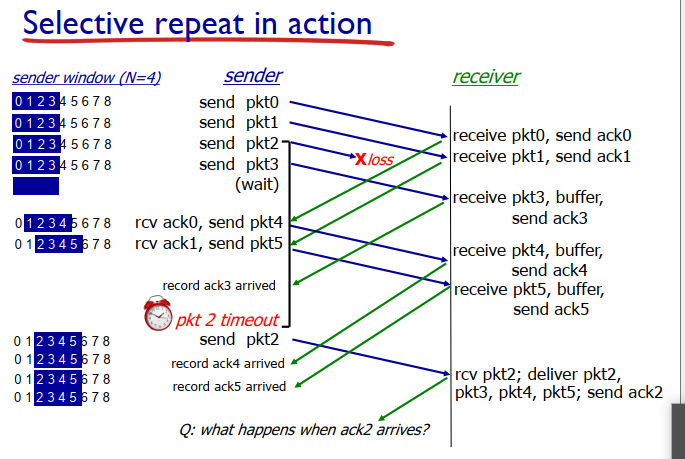 Selective repeat in action
sender window (N=4)
sender
receiver
0 1 2 3 4 5 6 7 8
send pkt0
0 1 2 3 4 5 6 7 8
send pkt1
0 1 2 3 4 5 6 7 8
send pkt2
0 1 2 3 4 5 6 7 8
send pkt3
(wait)
X loss
receive pkt0, send ack0
receive pkt1, send ack1
receive pkt3, buffer,
send ack3
0 1 2 3 4 5 6 7 8
rcv ack0, send pkt4
0 1 2 3 4 5 6 7 8
rcv ack1, send pkt5
receive pkt4, buffer,
send ack4
receive pkt5, buffer,
send ack5
record ack3 arrived
pkt 2 timeout
0 1 2 3 4 5 6 7 8
send pkt2
0 1 2 3 4 5 6 7 8
record ack4 arrived
0 1 2 3 4 5 6 7 8
record ack5 arrived
0 1 2 3 4 5 6 7 8
rcv pkt2; deliver pkt2,
pkt3, pkt4, pkt5; send ack2
Q: what happens when ack2 arrives?